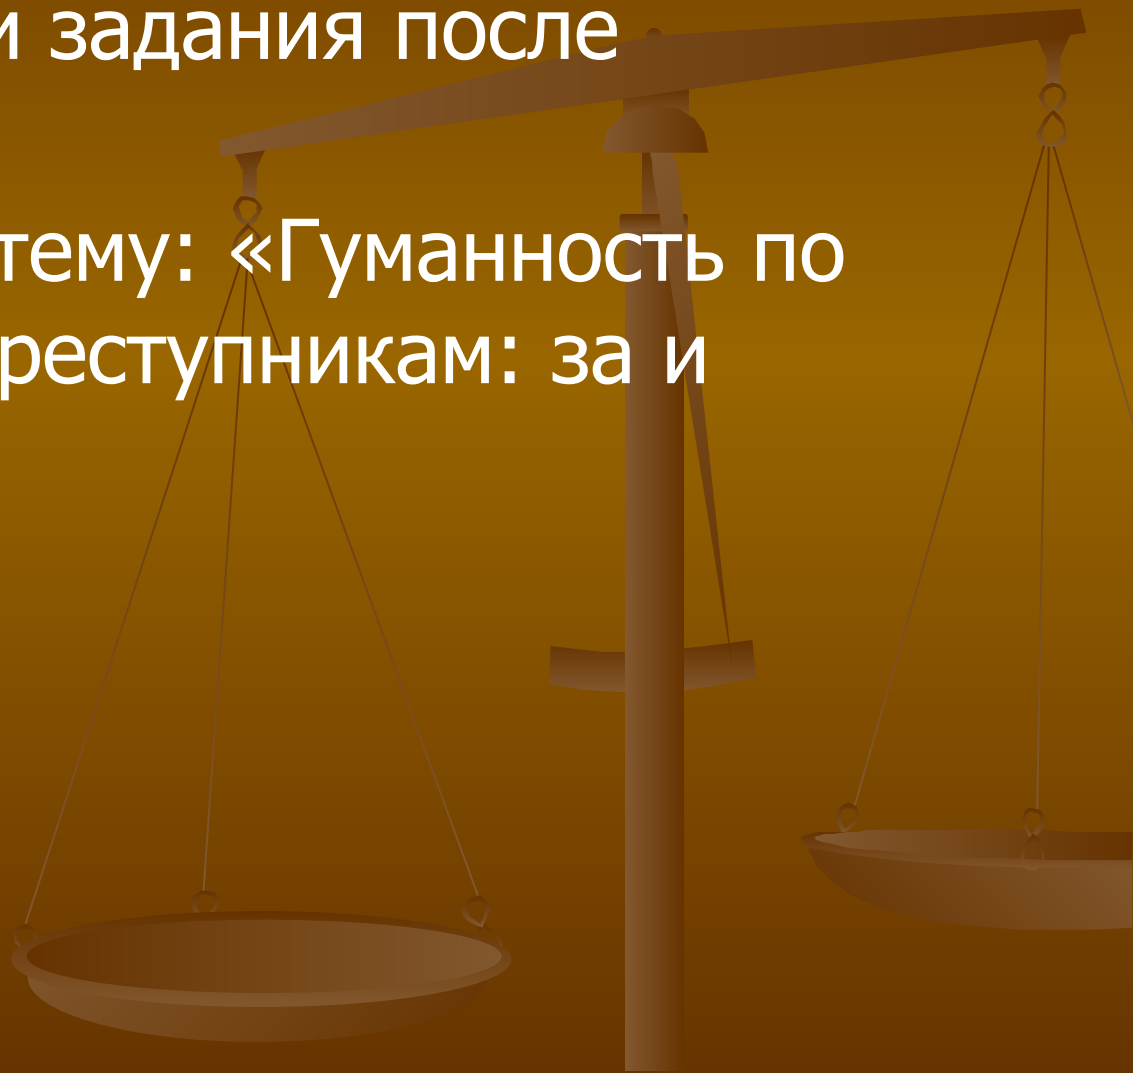 и задания после
тему: «Гуманность по
реступникам: за и